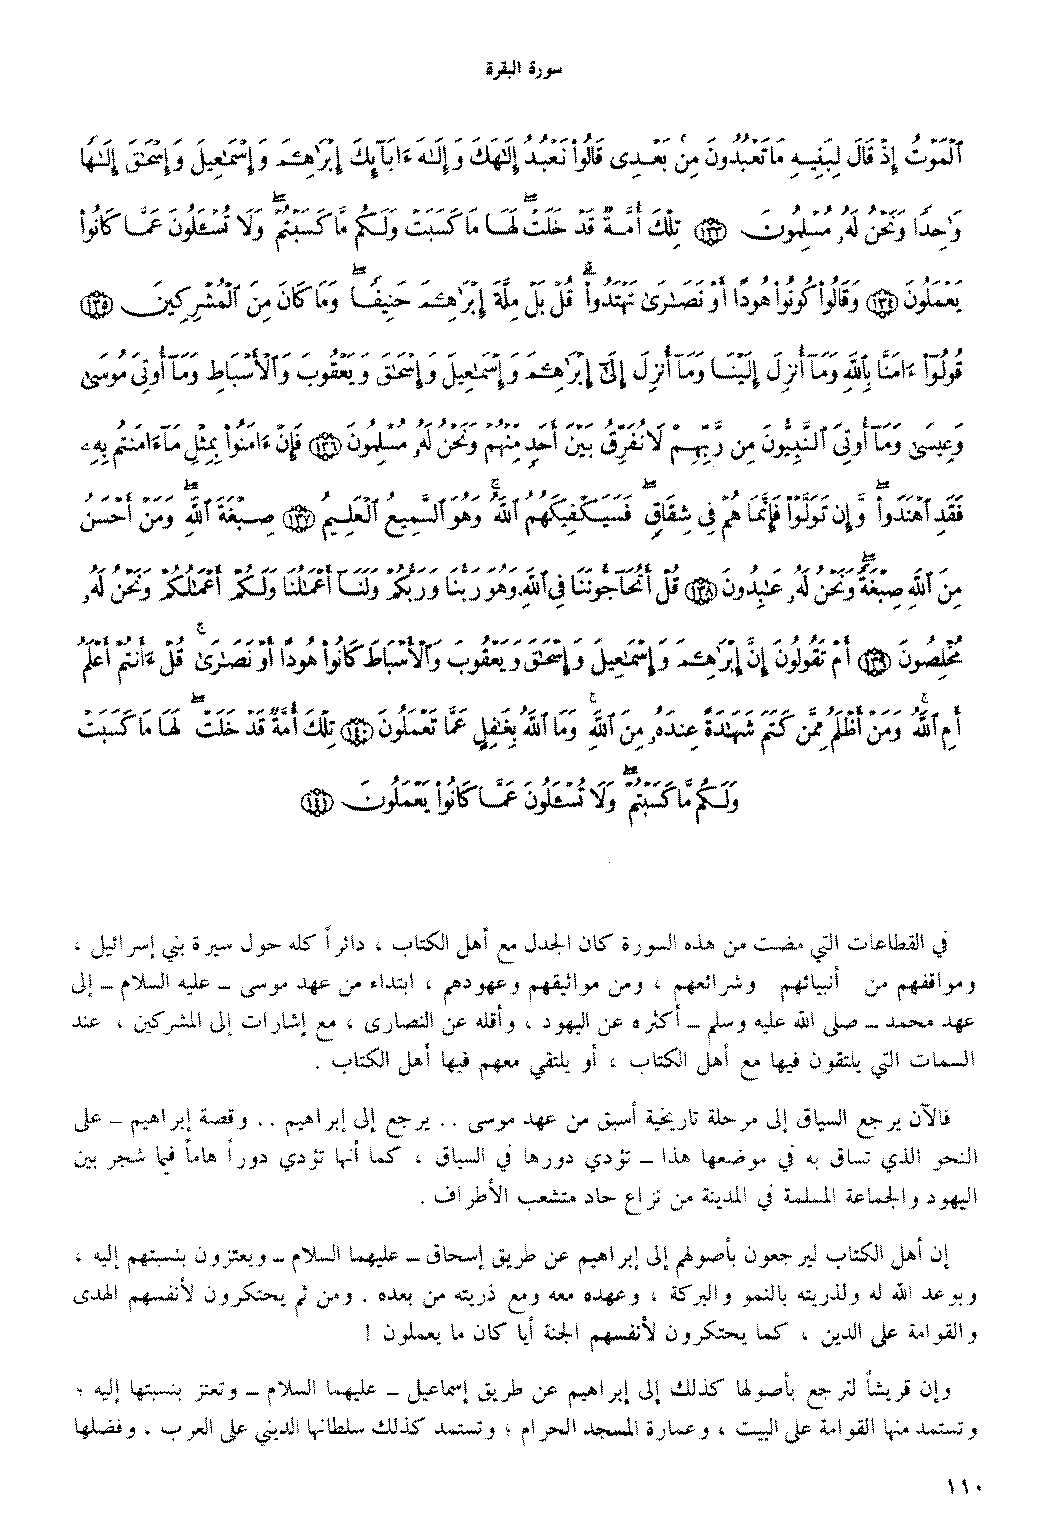 سورة البقرة
ٱلْمَوْتُ إِذْ قَالَ لِبَنِيهِ مَا تَعْبُدُونَ مِنۢ بَعْدِى قَالُوا۟ نَعْبُدُ إِلَٰهَكَ وَإِلَٰهَ ءَابَآئِكَ إِبْرَٰهِـۧمَ وَإِسْمَٰعِيلَ وَإِسْحَٰقَ إِلَٰهًا
وَٰحِدًا وَنَحْنُ لَهُۥ مُسْلِمُونَ ١٣٣ تِلْكَ أُمَّةٌ قَدْ خَلَتْ ۖ لَهَا مَا كَسَبَتْ وَلَكُم مَّا كَسَبْتُمْ ۖ وَلَا تُسْـَٔلُونَ عَمَّا كَانُوا۟
يَعْمَلُونَ ١٣٤ وَقَالُوا۟ كُونُوا۟ هُودًا أَوْ نَصَٰرَىٰ تَهْتَدُوا۟ ۗ قُلْ بَلْ مِلَّةَ إِبْرَٰهِـۧمَ حَنِيفًا ۖ وَمَا كَانَ مِنَ ٱلْمُشْرِكِينَ ١٣٥
قُولُوٓا۟ ءَامَنَّا بِٱللَّهِ وَمَآ أُنزِلَ إِلَيْنَا وَمَآ أُنزِلَ إِلَىٰٓ إِبْرَٰهِـۧمَ وَإِسْمَٰعِيلَ وَإِسْحَٰقَ وَيَعْقُوبَ وَٱلْأَسْبَاطِ وَمَآ أُوتِىَ مُوسَىٰ
وَعِيسَىٰ وَمَآ أُوتِىَ ٱلنَّبِيُّونَ مِن رَّبِّهِمْ لَا نُفَرِّقُ بَيْنَ أَحَدٍ مِّنْهُمْ وَنَحْنُ لَهُۥ مُسْلِمُونَ ١٣٦ فَإِنْ ءَامَنُوا۟ بِمِثْلِ مَآ ءَامَنتُم بِهِۦ
فَقَدِ ٱهْتَدَوا۟ ۖ وَّإِن تَوَلَّوْا۟ فَإِنَّمَا هُمْ فِى شِقَاقٍ ۖ فَسَيَكْفِيكَهُمُ ٱللَّهُ ۚ وَهُوَ ٱلسَّمِيعُ ٱلْعَلِيمُ ١٣٧ صِبْغَةَ ٱللَّهِ ۖ وَمَنْ أَحْسَنُ
مِنَ ٱللَّهِ صِبْغَةً ۖ وَنَحْنُ لَهُۥ عَٰبِدُونَ ١٣٨ قُلْ أَتُحَآجُّونَنَا فِى ٱللَّهِ وَهُوَ رَبُّنَا وَرَبُّكُمْ وَلَنَآ أَعْمَٰلُنَا وَلَكُمْ أَعْمَٰلُكُمْ وَنَحْنُ لَهُۥ
مُخْلِصُونَ ١٣٩ أَمْ تَقُولُونَ إِنَّ إِبْرَٰهِـۧمَ وَإِسْمَٰعِيلَ وَإِسْحَٰقَ وَيَعْقُوبَ وَٱلْأَسْبَاطَ كَانُوا۟ هُودًا أَوْ نَصَٰرَىٰ ۗ قُلْ ءَأَنتُمْ أَعْلَمُ
أَمِ ٱللَّهُ ۗ وَمَنْ أَظْلَمُ مِمَّن كَتَمَ شَهَٰدَةً عِندَهُۥ مِنَ ٱللَّهِ ۗ وَمَا ٱللَّهُ بِغَٰفِلٍ عَمَّا تَعْمَلُونَ ١٤٠ تِلْكَ أُمَّةٌ قَدْ خَلَتْ ۖ لَهَا مَا كَسَبَتْ
وَلَكُم مَّا كَسَبْتُمْ ۖ وَلَا تُسْـَٔلُونَ عَمَّا كَانُوا۟ يَعْمَلُونَ ١٤١
في القطاعات التي مضت من هذه السورة كان الجدل مع أهل الكتاب ، دائراً كله حول سيرة بني إسرائيل ،
ومواقفهم من أنبيائهم وشرائعهم ، ومن مواثيقهم وعهودهم ، ابتداء من عهد موسى – عليه السلام – إلى
عهد محمد – صلى الله عليه وسلم – أكثره عن اليهود ، وأقله عن النصارى ، مع إشارات إلى المشركين ، عند
السمات التي يلتقون فيها مع أهل الكتاب ، أو يلتقي معهم فيها أهل الكتاب .
فالآن يرجع السياق إلى مرحلة تاريخية أسبق من عهد موسى .. يرجع إلى إبراهيم .. وقصة إبراهيم – على
النحو الذي تساق به في موضعها هذا – تؤدي دورها في السياق ، كما أنها تؤدي دوراً هاماً فيما شجر بين
اليهود والجماعة المسلمة في المدينة من نزاع حاد متشعب الأطراف .
إن أهل الكتاب ليرجعون بأصولهم إلى إبراهيم عن طريق إسحاق – عليهما السلام – ويعتزون بنسبتهم إليه ،
وبوعد الله له ولذريته بالنمو والبركة ، وعهده معه ومع ذريته من بعده . ومن ثم يحتكرون لأنفسهم الهدى
والقوامة على الدين ، كما يحتكرون لأنفسهم الجنة أيا كان ما يعملون !
وإن قريشاً لترجع بأصولها كذلك إلى إبراهيم عن طريق إسماعيل – عليهما السلام – وتعتز بنسبتها إليه ؛
وتستمد منها القوامة على البيت ، وعمارة المسجد الحرام ؛ وتستمد كذلك سلطانها الديني على العرب . وفضلها
١١٠